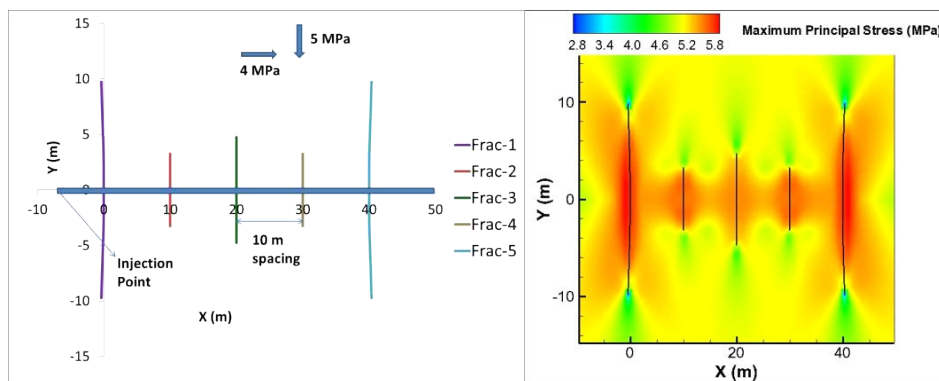 15
10
5
0
-5
-10
-15
Y (m)
-10
0
10
20
30
40
50
X (m)
5 MPa
4 MPa
10 m
spacing
Injection
Point
Frac-1
Frac-2
Frac-3
Frac-4
Frac-5
Maximum Principal Stress (MPa)
2.8 3.4 4.0 4.6 5.2 5.8
10
0
-10
Y (m)
0 20 40
X (m)